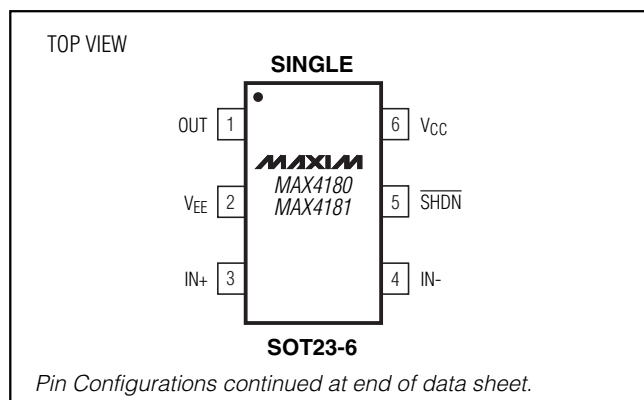 TOP VIEW
SINGLE
OUT 1
6 VCC
MAXIM
MAX4180
MAX4181
VEE 2
5 SHDN
IN+ 3
4 IN-
SOT23-6
Pin Configurations continued at end of data sheet.